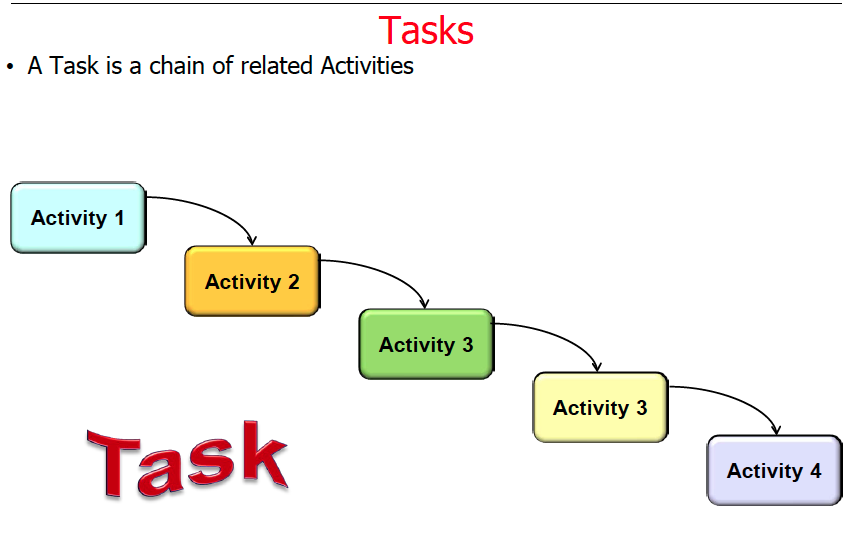 Tasks
• A Task is a chain of related Activities
Activity 1
Activity 2
Activity 3
Activity 3
Activity 4
Task